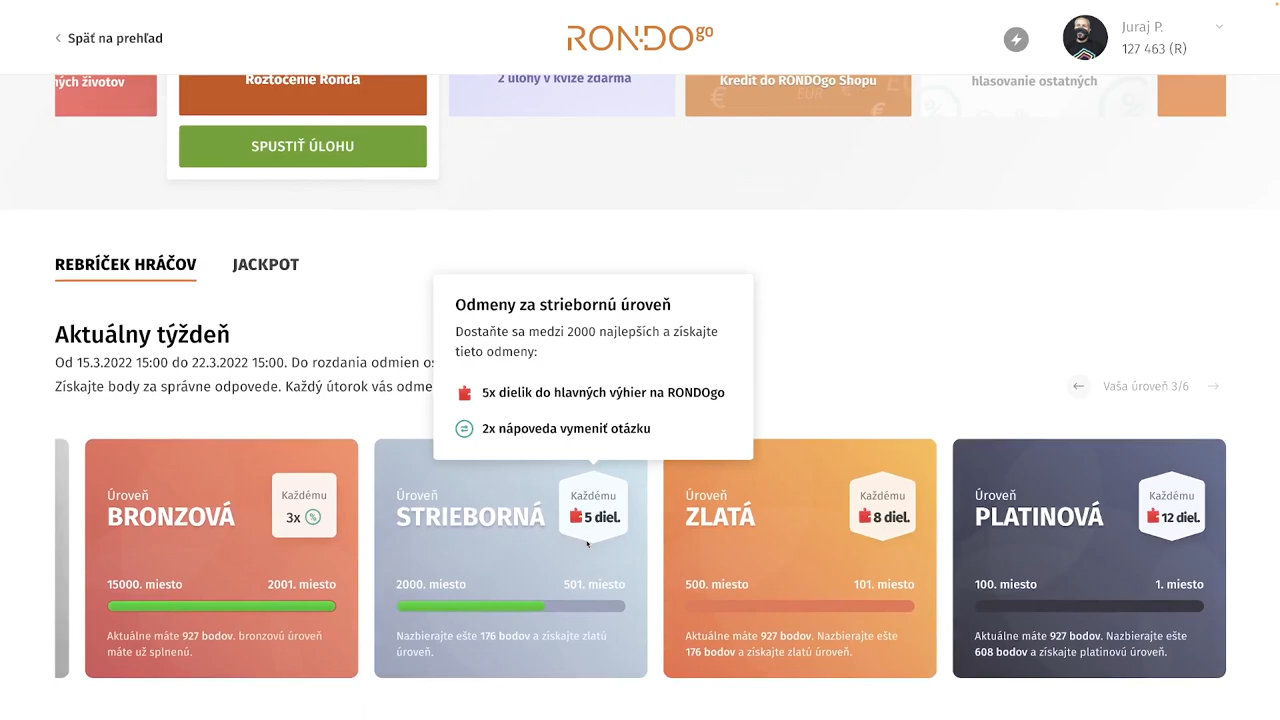 Späť na prehľad
RONDOgo
Juraj P.
127 463 (R)
ných životov
Roztočenie Ronda
2 úlohy v kvíze zdarma
Kredit do RONDOgo Shopu
hlasovanie ostatných
SPUSTIŤ ÚLOHU
REBRÍČEK HRÁČOV
JACKPOT
Odmeny za striebornú úroveň
Dostaňte sa medzi 2000 najlepších a získajte
tieto odmeny:
5x dielik do hlavných výhier na RONDOgo
2x nápoveda vymeniť otázku
Aktuálny týždeň
Od 15.3.2022 15:00 do 22.3.2022 15:00. Do rozdania odmien os
Získajte body za správne odpovede. Každý útorok vás odme
Vaša úroveň 3/6
Úroveň
BRONZOVÁ
Každému
3x
15000. miesto
2001. miesto
Aktuálne máte 927 bodov. bronzovú úroveň
máte už splnenú.
Úroveň
STRIEBORNÁ
Každému
5 diel.
2000. miesto
501. miesto
Nazbierajte ešte 176 bodov a získajte zlatú
úroveň.
Úroveň
ZLATÁ
Každému
8 diel.
500. miesto
101. miesto
Aktuálne máte 927 bodov. Nazbierajte ešte
176 bodov a získajte zlatú úroveň.
Úroveň
PLATINOVÁ
Každému
12 diel.
100. miesto
1. miesto
Aktuálne máte 927 bodov. Nazbierajte ešte
608 bodov a získajte platinovú úroveň.